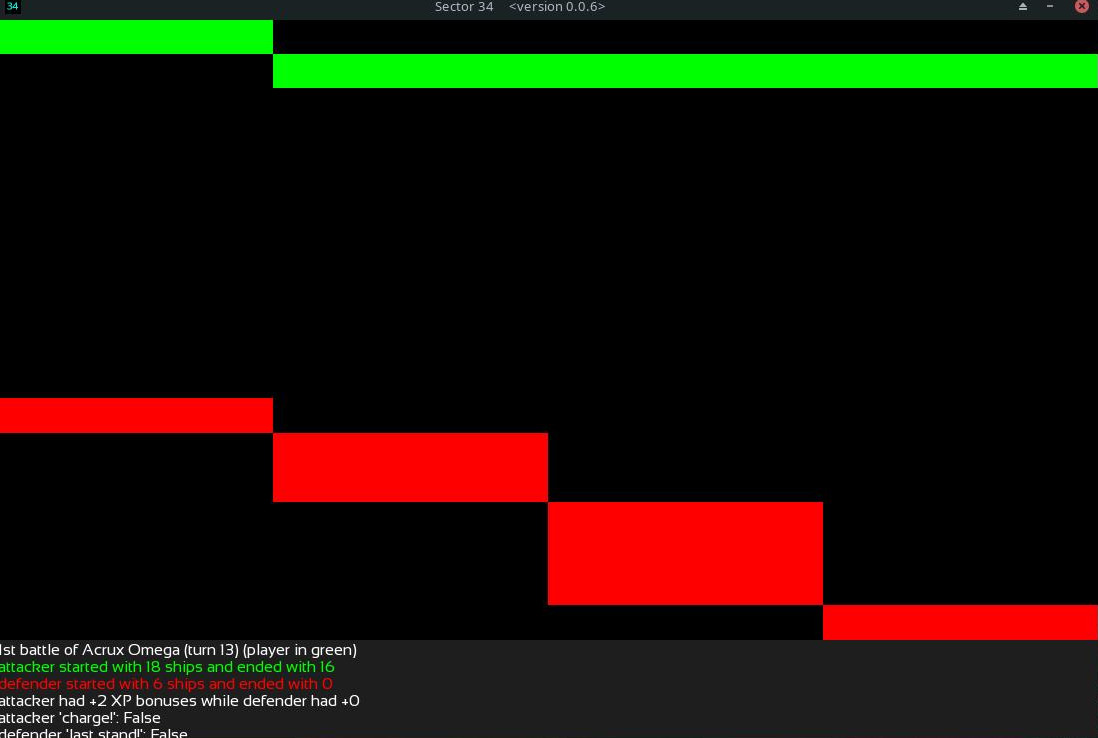 34 Sector 34 <version 0.0.6>
1st battle of Acrux Omega (turn 13) (player in green)
attacker started with 18 ships and ended with 16
defender started with 6 ships and ended with 0
attacker had +2 XP bonuses while defender had +0
attacker 'charge!': False
defender 'last stand!': False